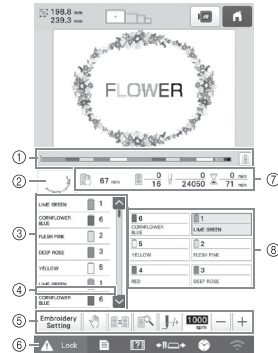 198.8 mm
239.3 mm
FLOWER
①
②
67 min
0 0 0 min
16 24050 71 min
⑦
③
LIME GREEN 1
CORNFLOWER BLUE 6
FLESH PINK 2
DEEP ROSE 3
YELLOW 5
LIME GREEN 1
④
CORNFLOWER BLUE 6
6
CORNFLOWER BLUE
1
LIME GREEN
5
YELLOW
2
FLESH PINK
4
RED
3
DEEP ROSE
⑧
⑤
Embroidery Setting
1000 spm
- +
⑥
Lock